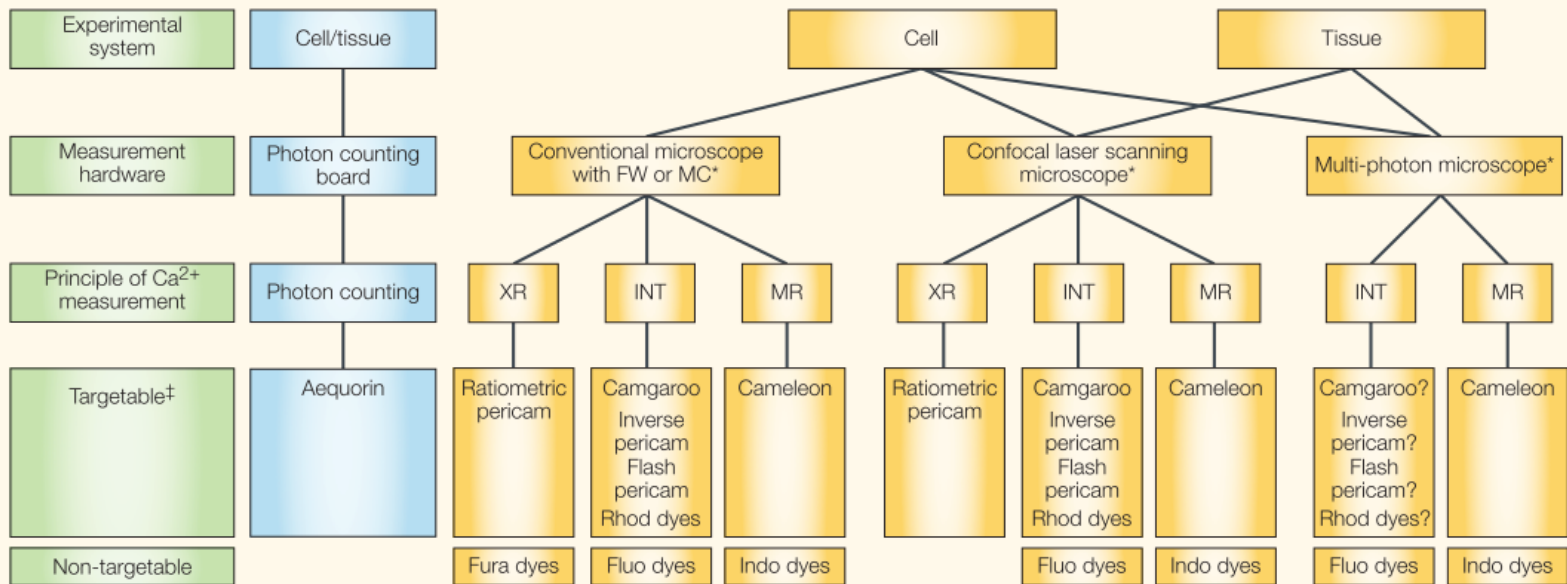 Experimental
system
Cell/tissue
Cell
Tissue
Measurement
hardware
Photon counting
board
Conventional microscope
with FW or MC*
Confocal laser scanning
microscope*
Multi-photon microscope*
Principle of Ca2+
measurement
Photon counting
XR
INT
MR
XR
INT
MR
INT
MR
Targetable‡
Aequorin
Ratiometric
pericam
Camgaroo
Inverse
pericam
Flash
pericam
Rhod dyes
Cameleon
Ratiometric
pericam
Camgaroo
Inverse
pericam
Flash
pericam
Rhod dyes
Cameleon
Camgaroo?
Inverse
pericam?
Flash
pericam?
Rhod dyes?
Cameleon
Non-targetable
Fura dyes
Fluo dyes
Indo dyes
Fluo dyes
Indo dyes
Fluo dyes
Indo dyes